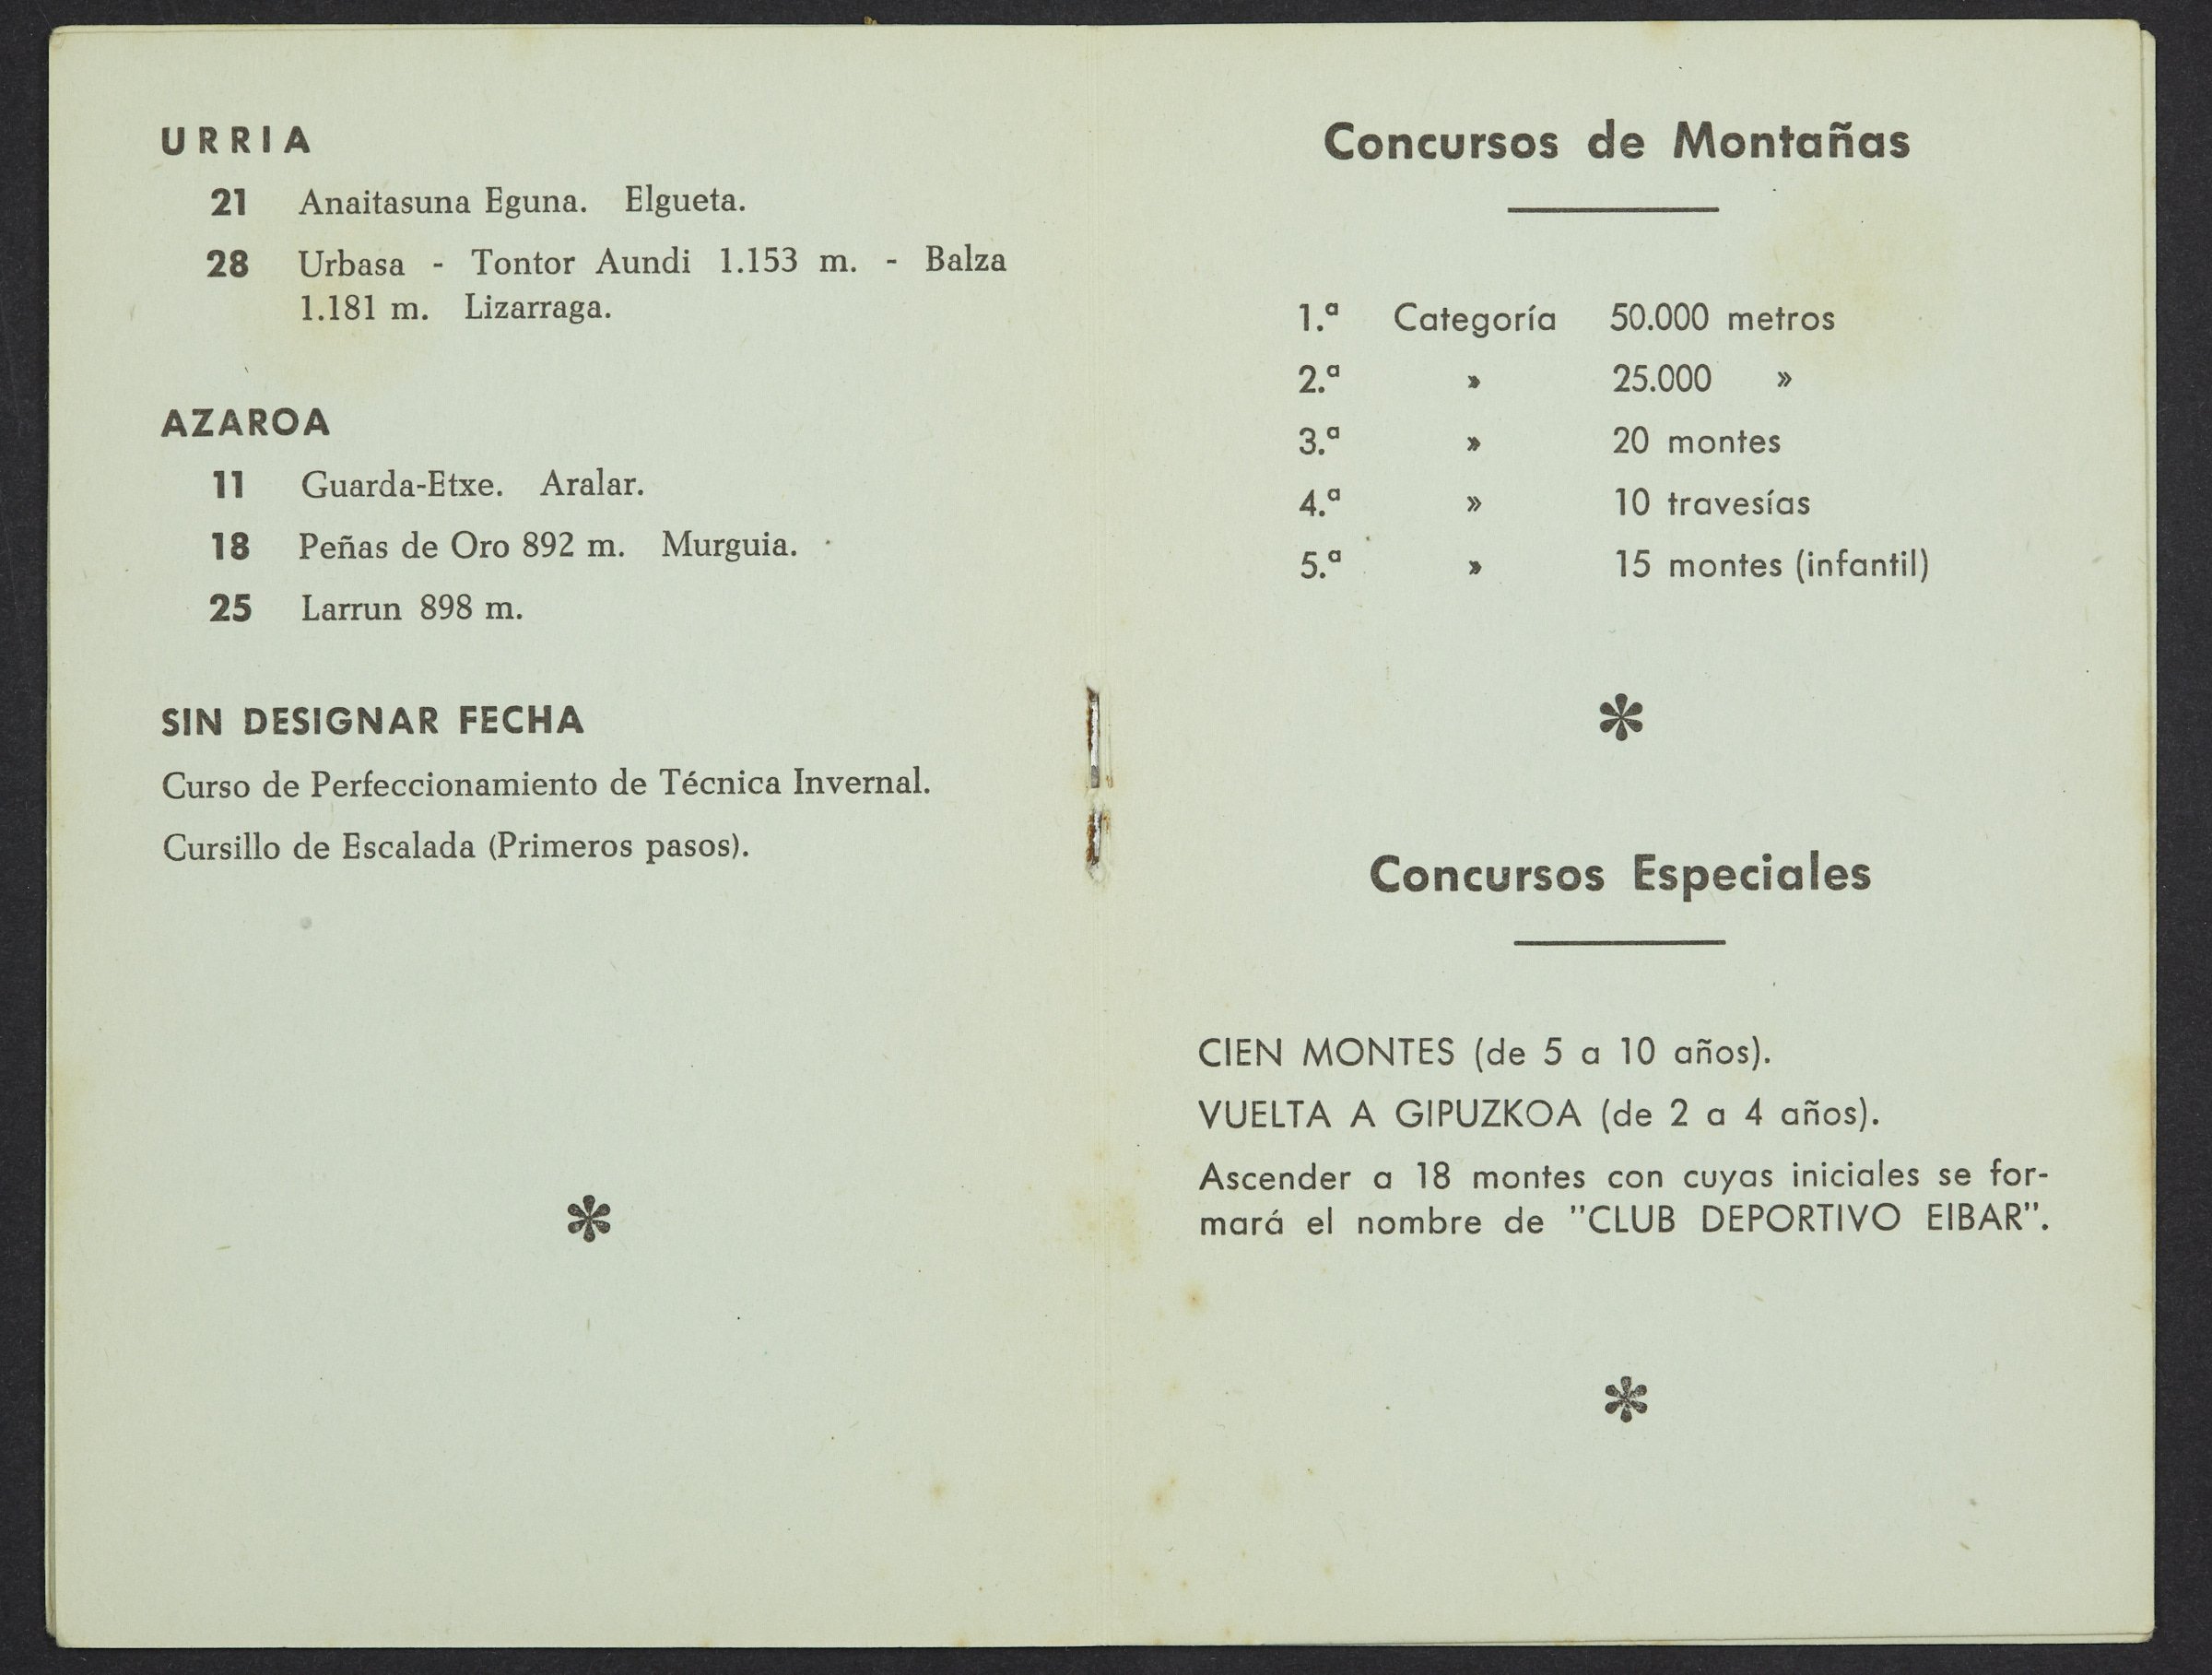 URRIA
21 Anaitasuna Eguna. Elgueta.
28 Urbasa - Tontor Aundi 1.153 m. - Balza
1.181 m. Lizarraga.
AZAROA
11 Guarda-Etxe. Aralar.
18 Peñas de Oro 892 m. Murguia.
25 Larrun 898 m.
SIN DESIGNAR FECHA
Curso de Perfeccionamiento de Técnica Invernal.
Cursillo de Escalada (Primeros pasos).
*
Concursos de Montañas
1.ª Categoría 50.000 metros
2.ª » 25.000 »
3.ª » 20 montes
4.ª » 10 travesías
5.ª » 15 montes (infantil)
*
Concursos Especiales
CIEN MONTES (de 5 a 10 años).
VUELTA A GIPUZKOA (de 2 a 4 años).
Ascender a 18 montes con cuyas iniciales se for-
mará el nombre de "CLUB DEPORTIVO EIBAR".
*